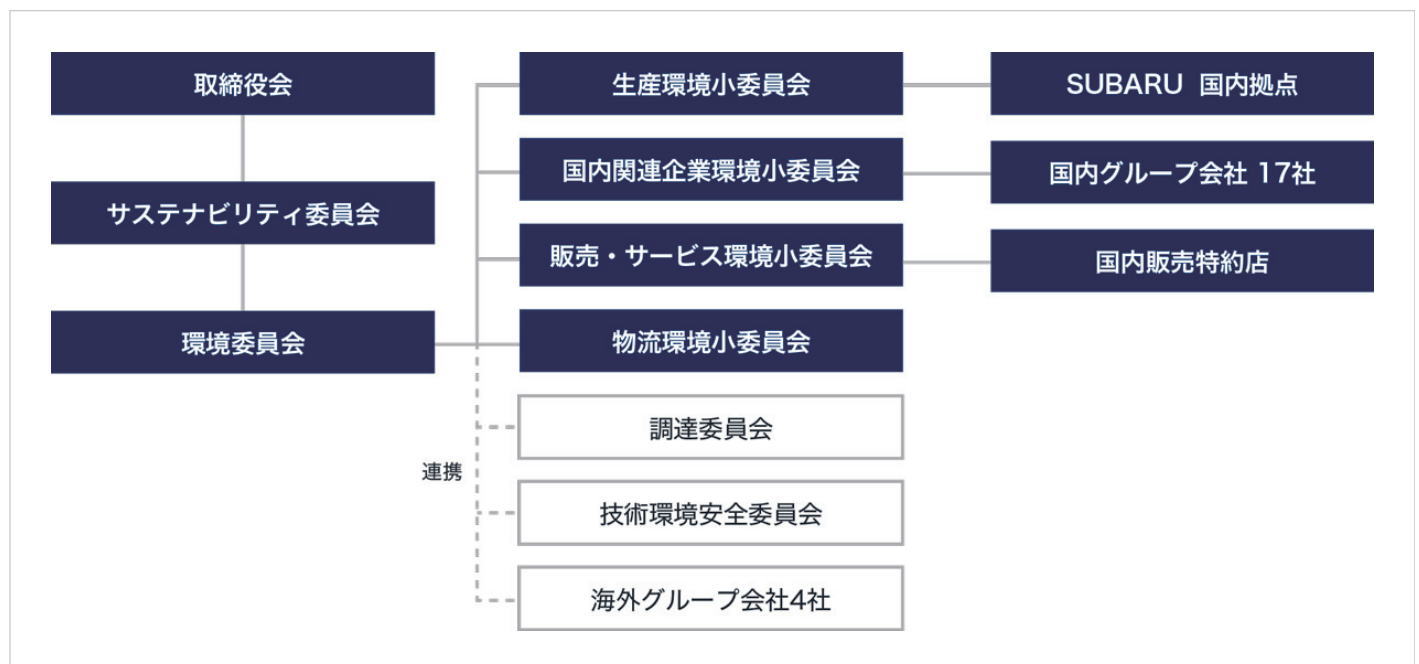 取締役会
サステナビリティ委員会
環境委員会
生産環境小委員会
国内関連企業環境小委員会
販売・サービス環境小委員会
物流環境小委員会
連携
調達委員会
技術環境安全委員会
海外グループ会社4社
SUBARU 国内拠点
国内グループ会社 17社
国内販売特約店